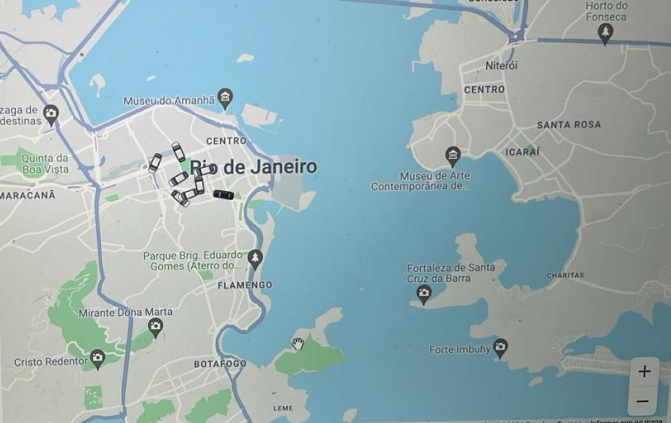 Horto do
Fonseca
Niterói
CENTRO
Museu do Amanhã
zaga de
destinas
SANTA ROSA
CENTRO
ICARAÍ
Quinta da
Boa Vista
Rio de Janeiro
Museu de Arte
Contemporânea de...
MARACANÃ
Parque Brig. Eduardo
Gomes (Aterro do...
Fortaleza de Santa
Cruz da Barra
CHARITAS
FLAMENGO
Mirante Dona Marta
Forte Imbuhy
Cristo Redentor
BOTAFOGO
+
−
LEME